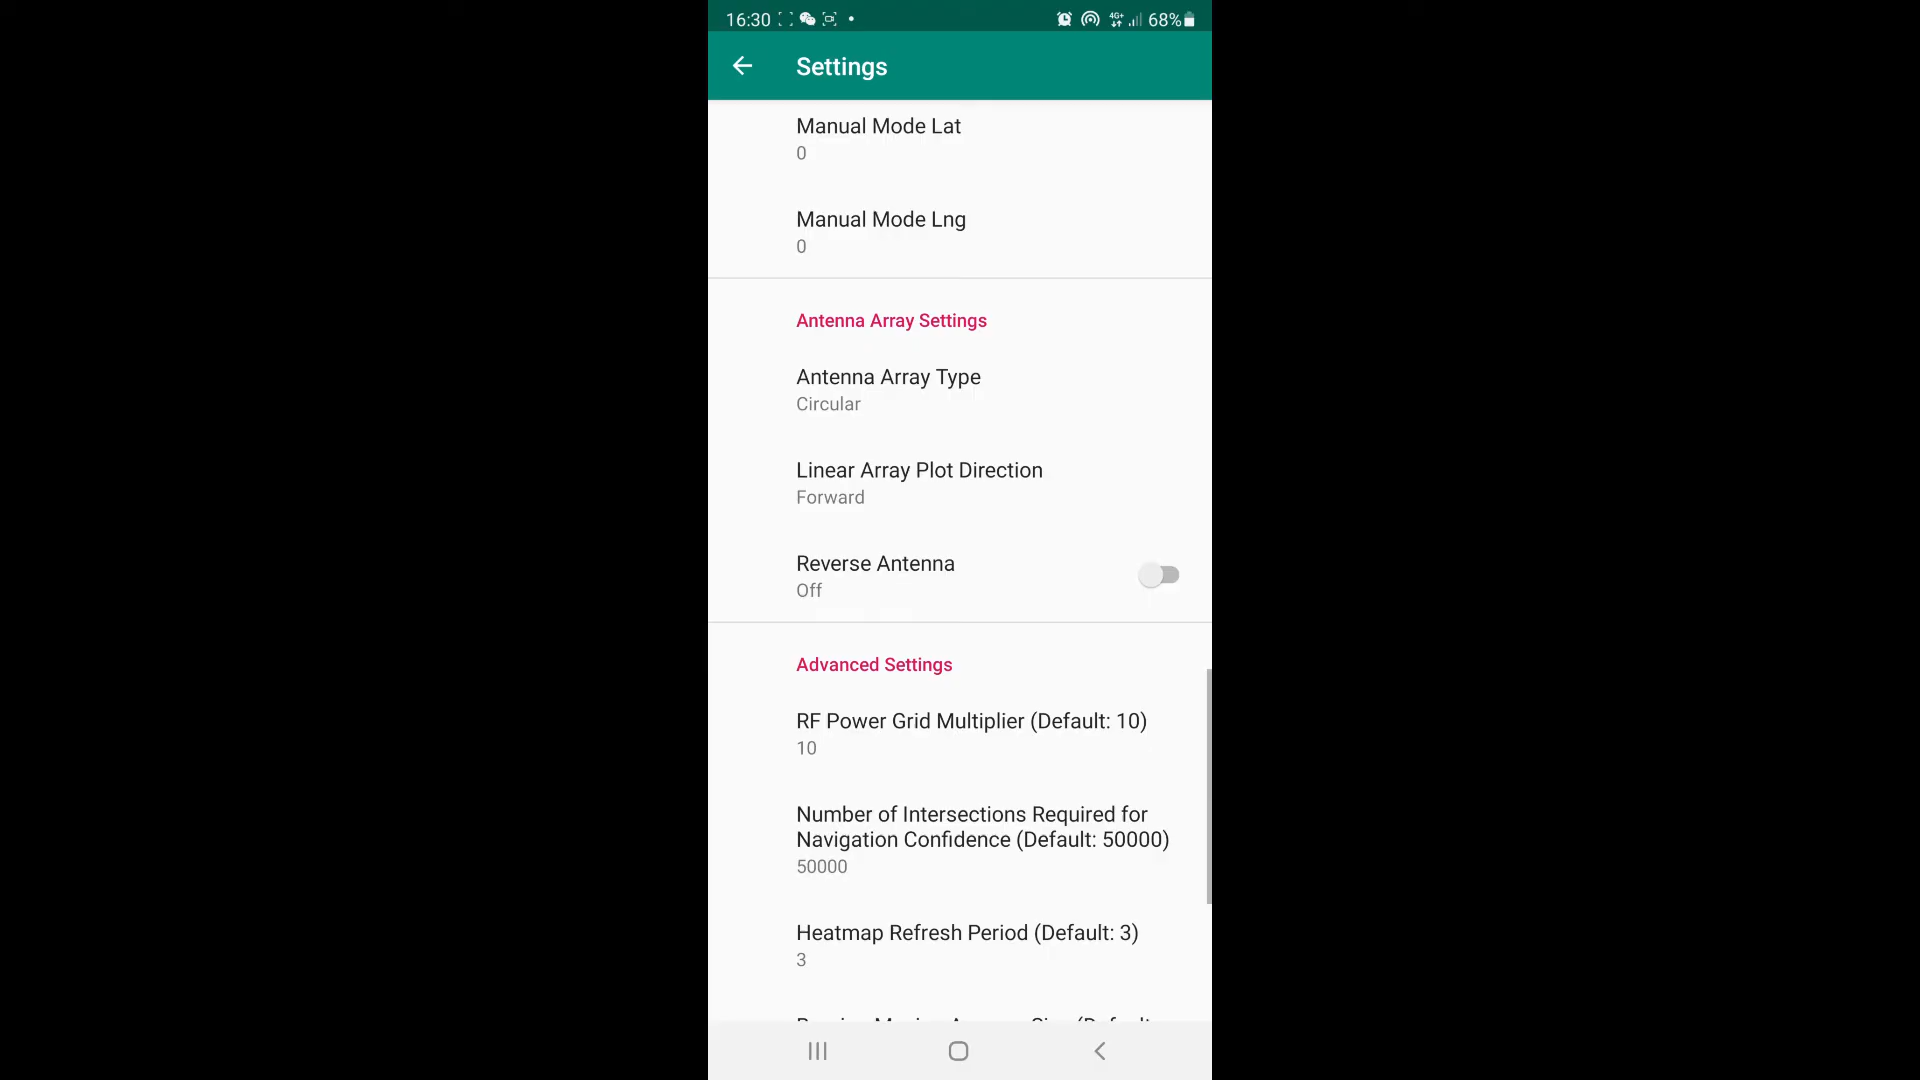 16:30 68%
Settings
Manual Mode Lat
0
Manual Mode Lng
0
Antenna Array Settings
Antenna Array Type
Circular
Linear Array Plot Direction
Forward
Reverse Antenna
Off
Advanced Settings
RF Power Grid Multiplier (Default: 10)
10
Number of Intersections Required for
Navigation Confidence (Default: 50000)
50000
Heatmap Refresh Period (Default: 3)
3